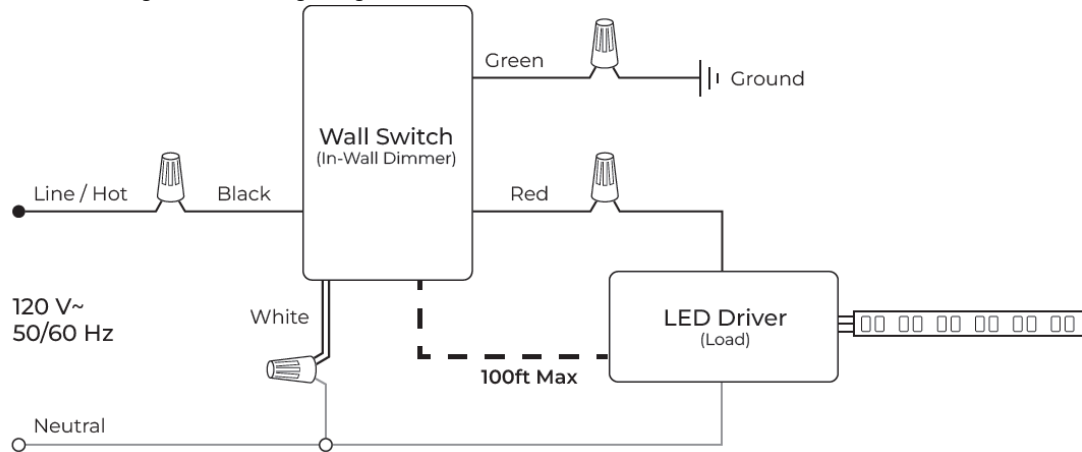 Green
Ground
Wall Switch
(In-Wall Dimmer)
Line / Hot
Black
Red
120 V~
50/60 Hz
White
LED Driver
(Load)
100ft Max
Neutral